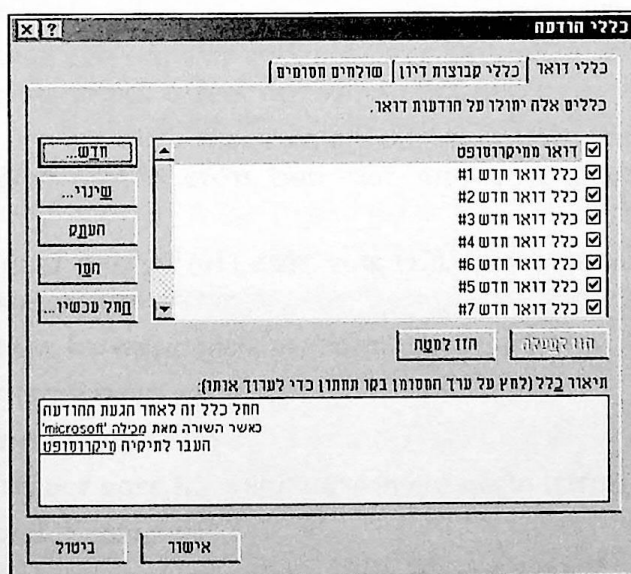 כללי הודעה
כללי דואר
כללי קבוצות דיון
שולחים חסומים
כללים אלה יחולו על הודעות דואר.
דואר ממיקרוסופט
כלל דואר חדש 1#
כלל דואר חדש 2#
כלל דואר חדש 3#
כלל דואר חדש 4#
כלל דואר חדש 6#
כלל דואר חדש 5#
כלל דואר חדש 7#
חדש...
שינוי...
העתק
הסר
החל עכשיו...
הזז למעלה
הזז למטה
תיאור כלל (לחץ על ערך המסומן בקו תחתון כדי לערוך אותו):
החל כלל זה לאחר הגעת ההודעה
כאשר השורה מאת מכילה 'microsoft'
העבר לתיקיה מיקרוסופט
אישור
ביטול